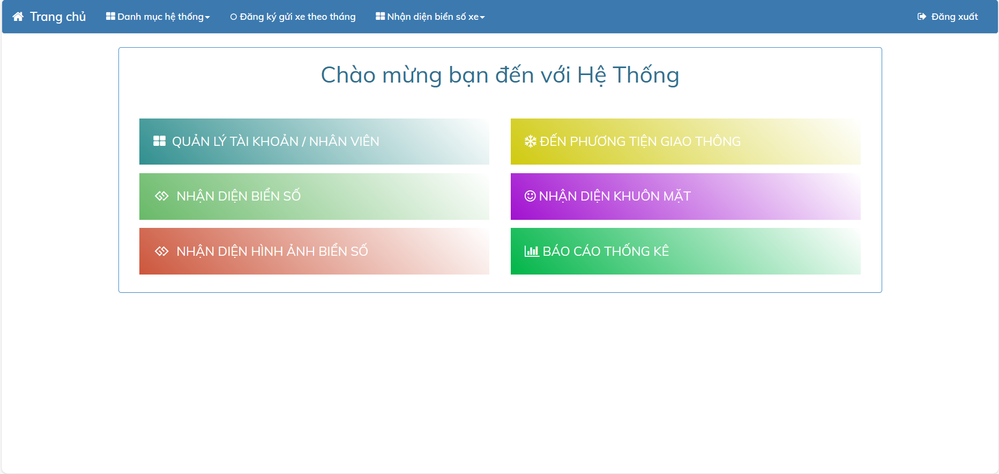 Trang chủ
Danh mục hệ thống
Đăng ký gửi xe theo tháng
Nhận diện biển số xe
Đăng xuất
Chào mừng bạn đến với Hệ Thống
QUẢN LÝ TÀI KHOẢN / NHÂN VIÊN
ĐẾN PHƯƠNG TIỆN GIAO THÔNG
NHẬN DIỆN BIỂN SỐ
NHẬN DIỆN KHUÔN MẶT
NHẬN DIỆN HÌNH ẢNH BIỂN SỐ
BÁO CÁO THỐNG KÊ